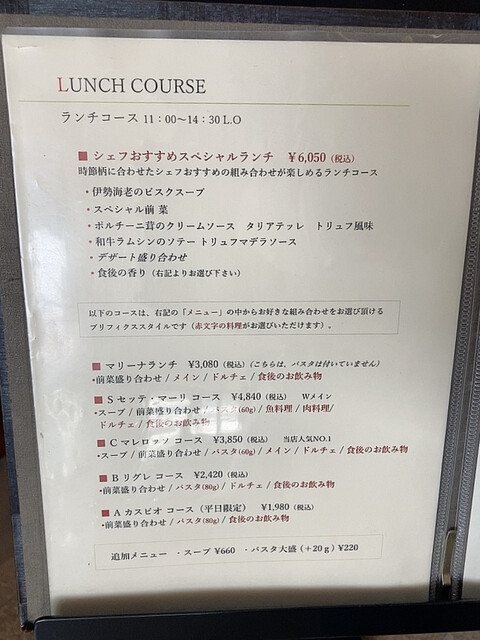 LUNCH COURSE
ランチコース 11：00～14：30 L.O
■ シェフおすすめスペシャルランチ ￥6,050（税込）
時節柄に合わせたシェフおすすめの組み合わせが楽しめるランチコース
・伊勢海老のビスクスープ
・スペシャル前 菜
・ポルチーニ茸のクリームソース タリアテッレ トリュフ風味
・和牛ラムシンのソテー トリュフマデラソース
・デザート盛り合わせ
・食後の香り（右記よりお選び下さい）
以下のコースは、右記の「メニュー」の中からお好きな組み合わせをお選び頂ける
プリフィクススタイルです（赤文字の料理がお選びいただけます）。
■ マリーナランチ ￥3,080（税込）（こちらは、パスタは付いていません）
・前菜盛り合わせ / メイン / ドルチェ / 食後のお飲み物
■ S セッテ・マーリ コース ￥4,840（税込） Wメイン
・スープ / 前菜盛り合わせ / パスタ(60g) / 魚料理 / 肉料理/
ドルチェ / 食後のお飲み物
■ C マレロッソ コース ￥3,850（税込） 当店人気NO.1
・スープ / 前菜盛り合わせ / パスタ(60g) / メイン / ドルチェ / 食後のお飲み物
■ B リグレ コース ￥2,420（税込）
・前菜盛り合わせ / パスタ(80g) / ドルチェ / 食後のお飲み物
■ A カスピオ コース（平日限定） ￥1,980（税込）
・前菜盛り合わせ / パスタ(80g) / 食後のお飲み物
追加メニュー ・スープ ¥660 ・パスタ大盛（＋20ｇ）¥220